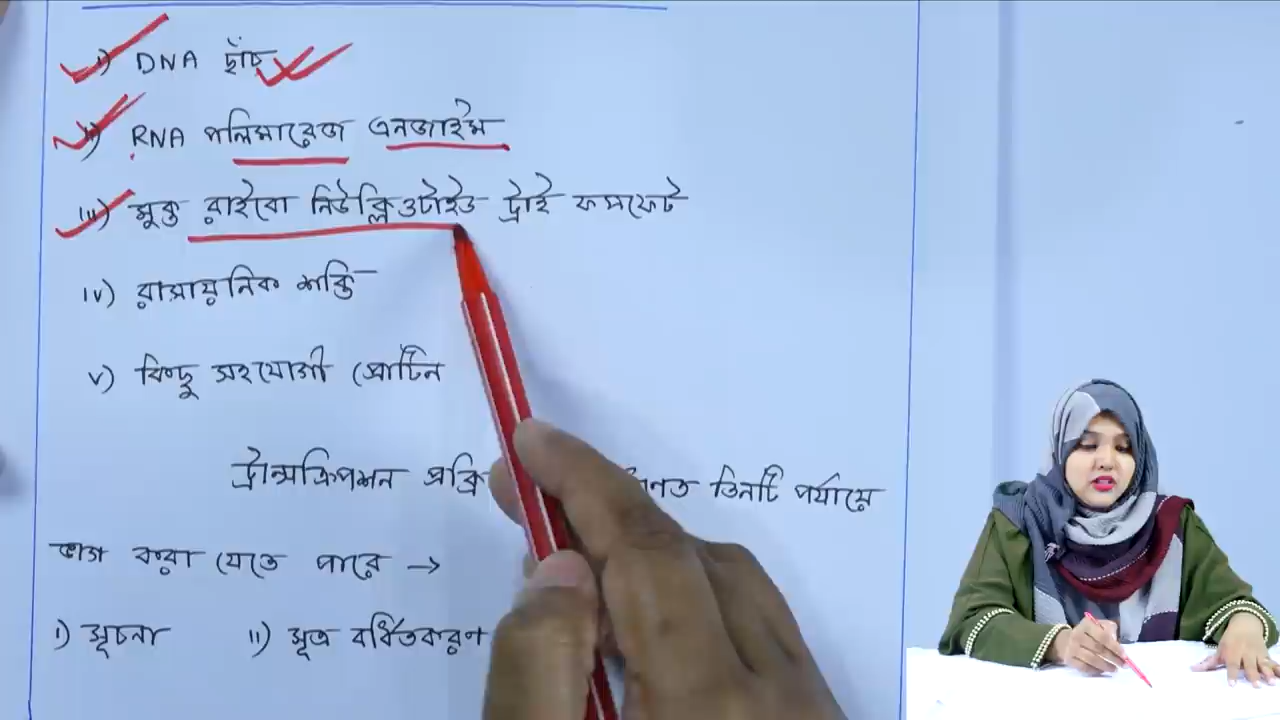 i) DNA ছাঁচ
ii) RNA পলিমারেজ এনজাইম
iii) মুক্ত রাইবো নিউক্লিওটাইড ট্রাই ফসফেট
iv) রাসায়নিক শক্তি
v) কিছু সহযোগী প্রোটিন
ট্রান্সক্রিপশন তিনটি পর্যায়ে
ভাগ করা যেতে পারে →
i) সূচনা ii) সূত্র বর্ধিতকরণ